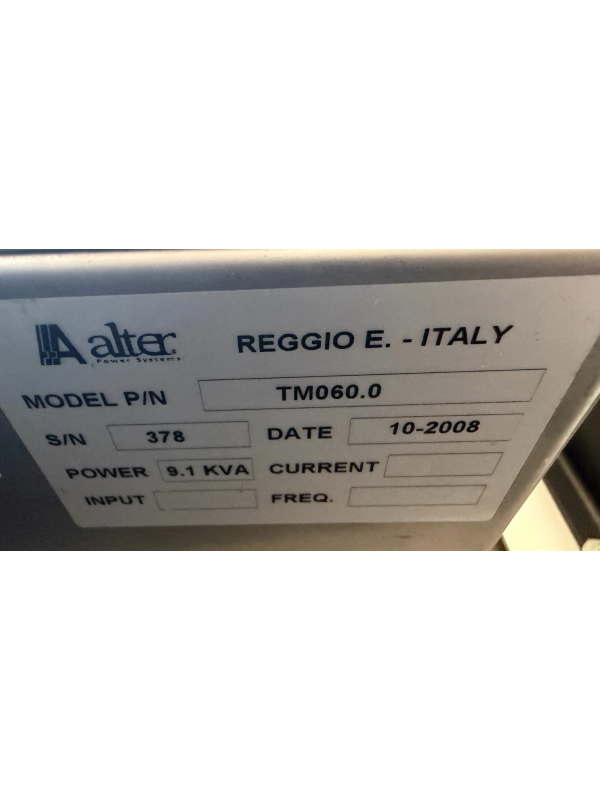 alter REGGIO E. - ITALY
Power Systems
MODEL P/N TM060.0
S/N 378 DATE 10-2008
POWER 9.1 KVA CURRENT
INPUT FREQ.